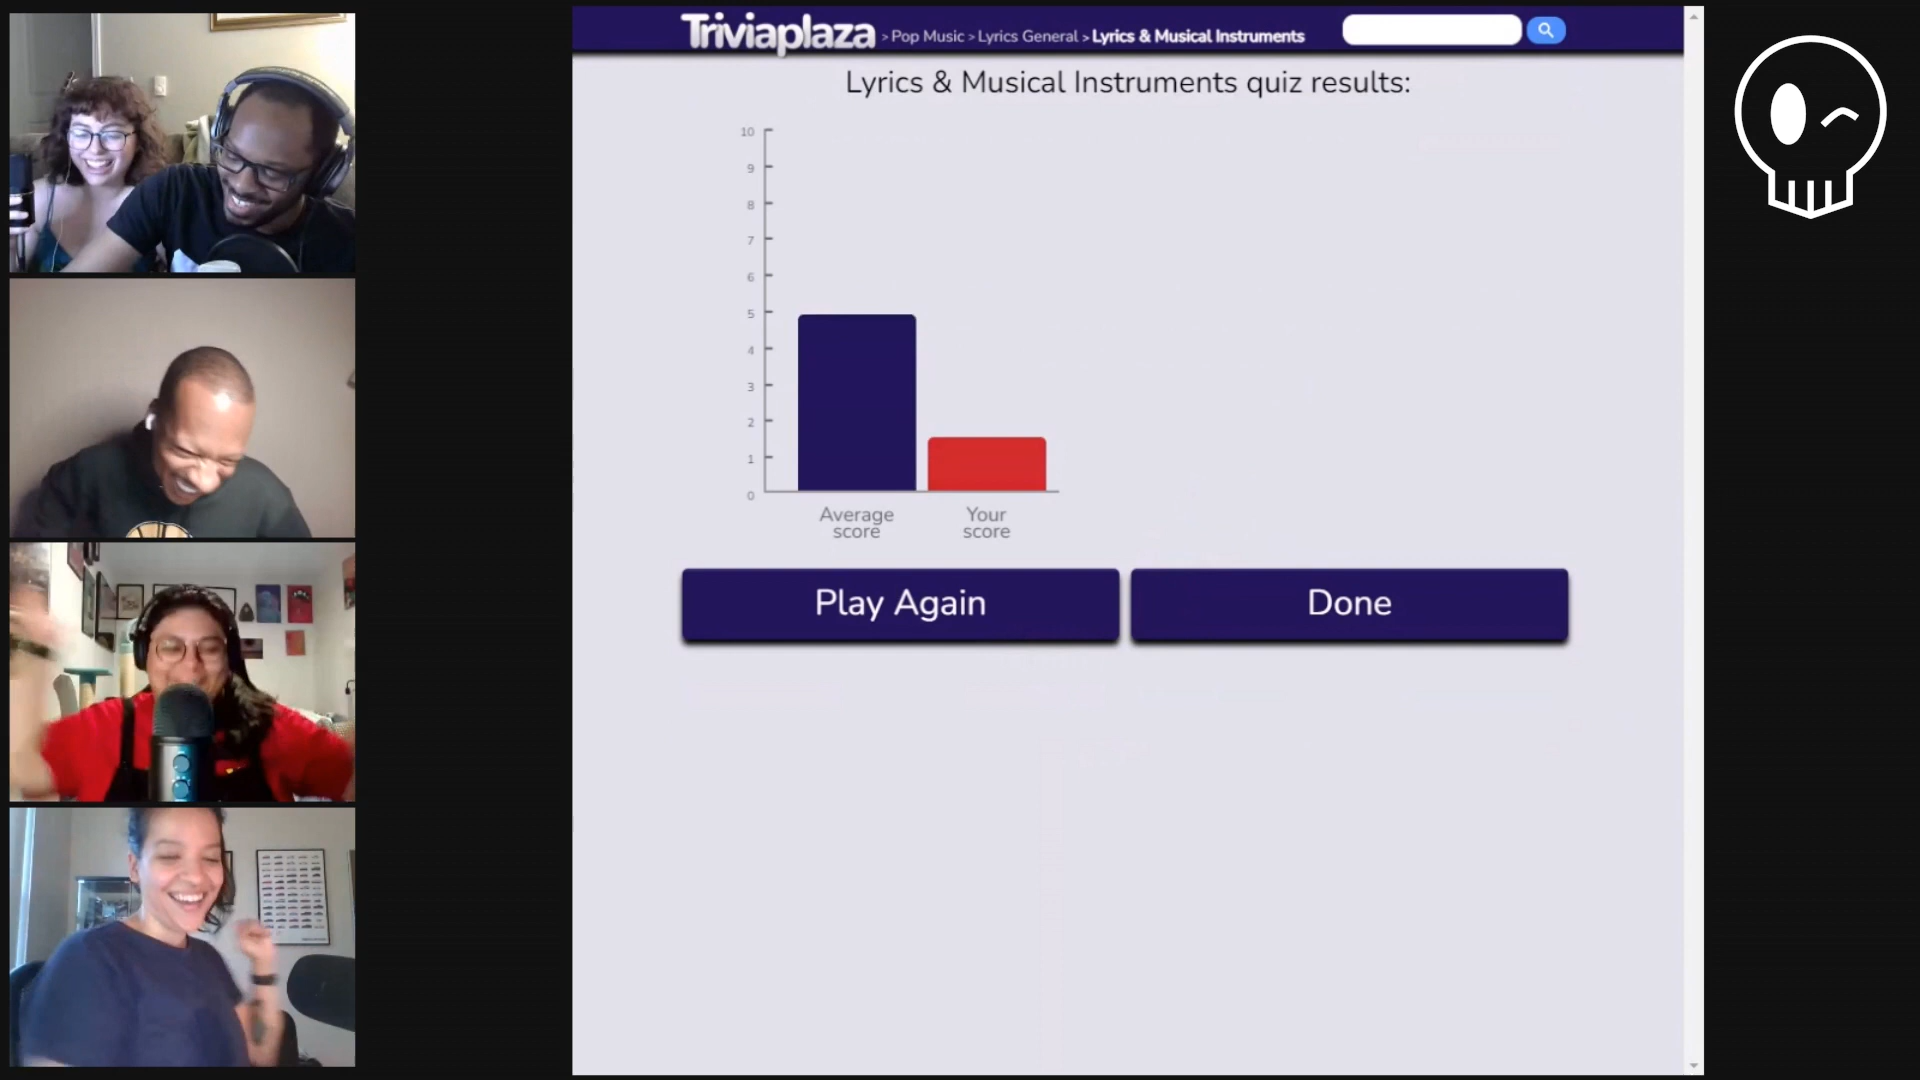 Triviaplaza > Pop Music > Lyrics General > Lyrics & Musical Instruments
Lyrics & Musical Instruments quiz results:
10
9
8
7
6
5
4
3
2
1
0
Average
score
Your
score
Play Again
Done